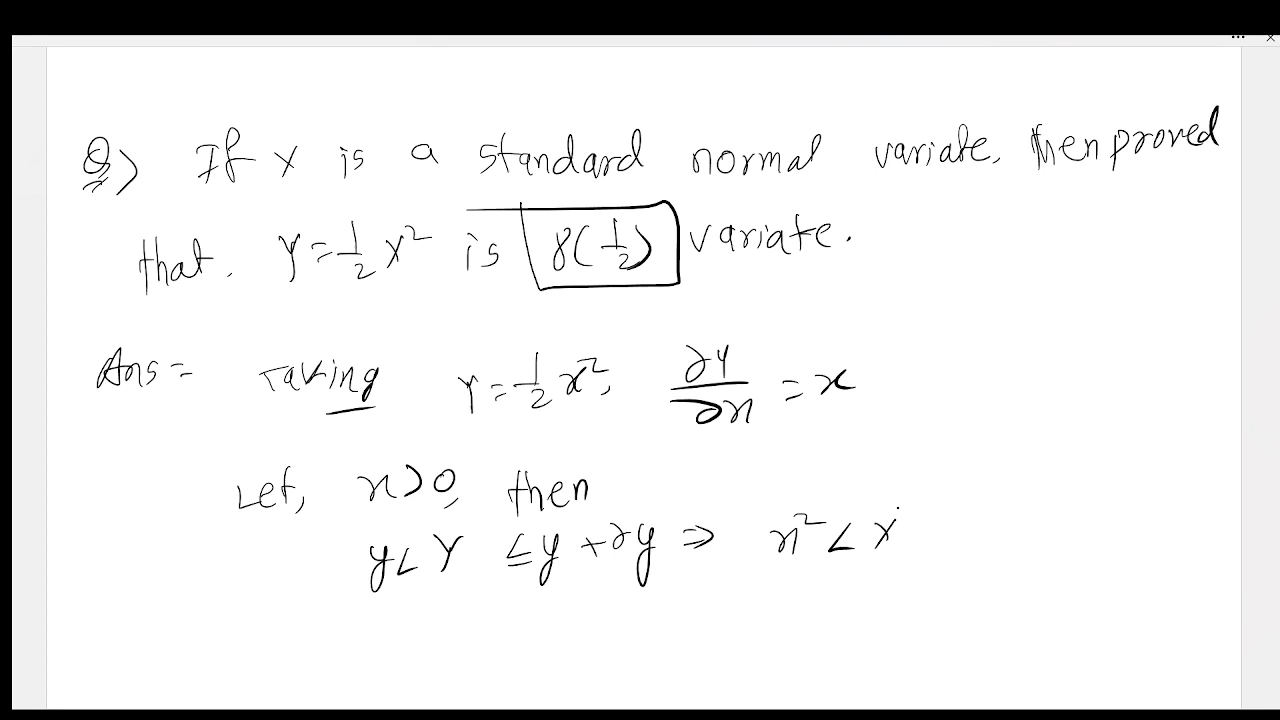 Q> If X is a standard normal variate, then proved
that. Y = 1/2 X² is γ(1/2) variate.
Ans = Taking Y = 1/2 x², ∂Y/∂x = x
Let, x>0, then
y< Y ≤ y +∂y ⇒ x² < X